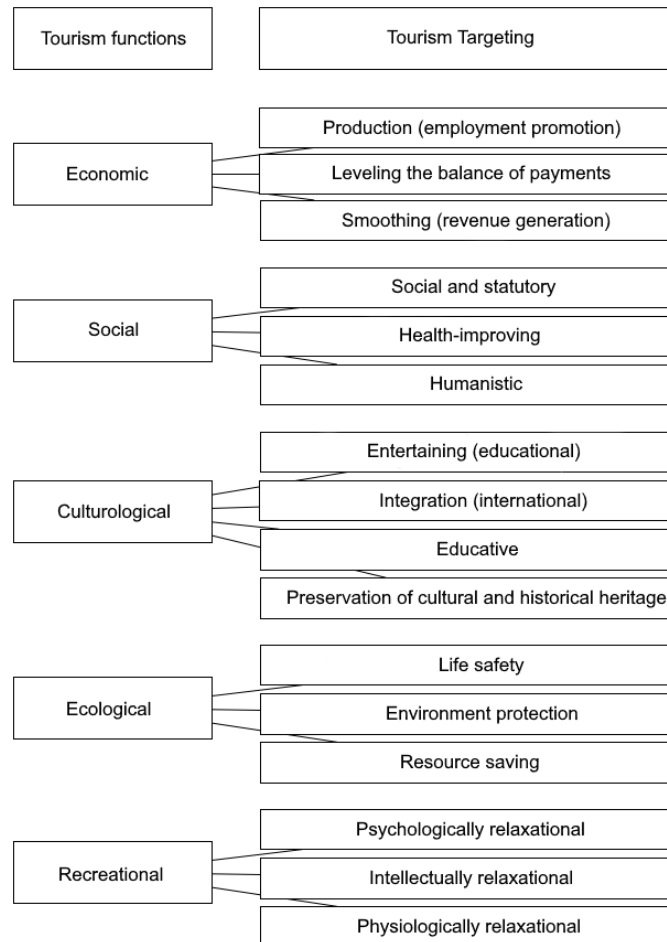 Tourism functions
Tourism Targeting
Economic
Production (employment promotion)
Leveling the balance of payments
Smoothing (revenue generation)
Social
Social and statutory
Health-improving
Humanistic
Culturological
Entertaining (educational)
Integration (international)
Educative
Preservation of cultural and historical heritage
Ecological
Life safety
Environment protection
Resource saving
Recreational
Psychologically relaxational
Intellectually relaxational
Physiologically relaxational